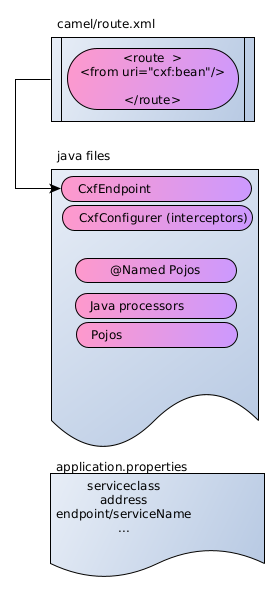 camel/route.xml
<route  >
<from uri="cxf:bean"/>
</route>
java files
CxfEndpoint
CxfConfigurer (interceptors)
@Named Pojos
Java processors
Pojos
application.properties
serviceclass
address
endpoint/serviceName
...